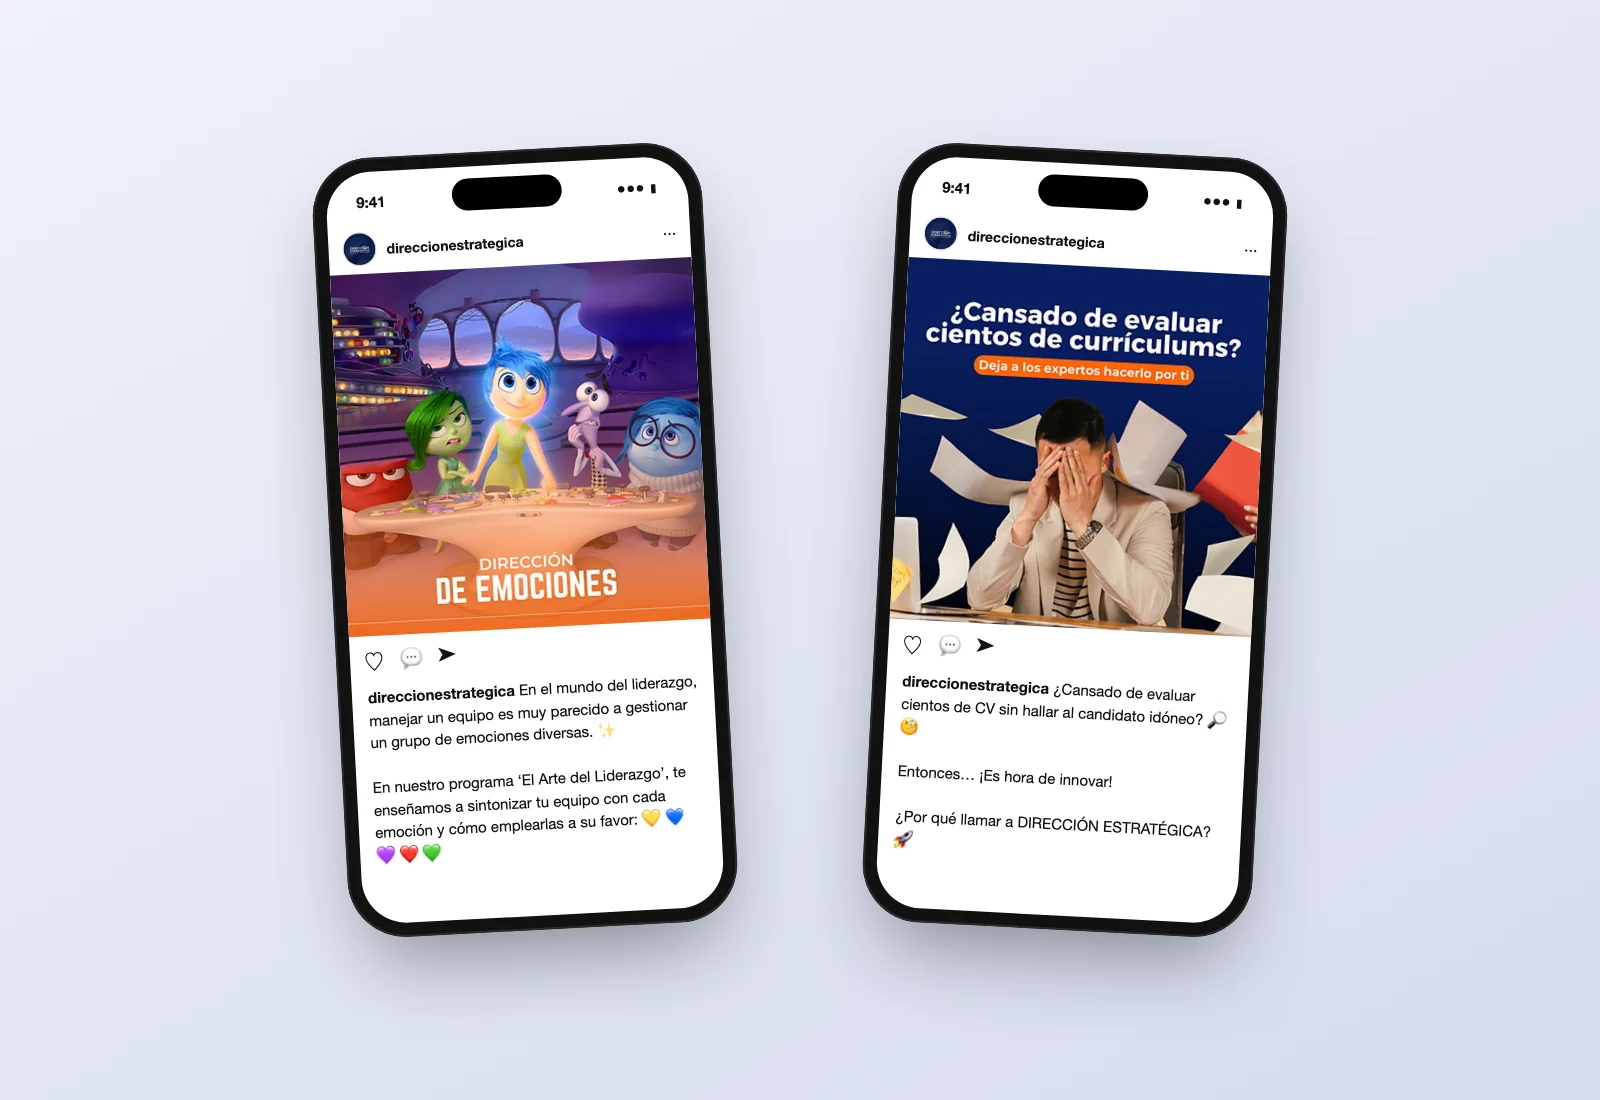 9:41
direccionestrategica
DIRECCIÓN
DE EMOCIONES
direccionestrategica En el mundo del liderazgo,
manejar un equipo es muy parecido a gestionar
un grupo de emociones diversas. ✨
En nuestro programa ‘El Arte del Liderazgo’, te
enseñamos a sintonizar tu equipo con cada
emoción y cómo emplearlas a su favor: 💛 💙
💜 ❤️ 💚
9:41
direccionestrategica
¿Cansado de evaluar
cientos de currículums?
Deja a los expertos hacerlo por ti
direccionestrategica ¿Cansado de evaluar
cientos de CV sin hallar al candidato idóneo? 🔎
🧐
Entonces… ¡Es hora de innovar!
¿Por qué llamar a DIRECCIÓN ESTRATÉGICA?
🚀